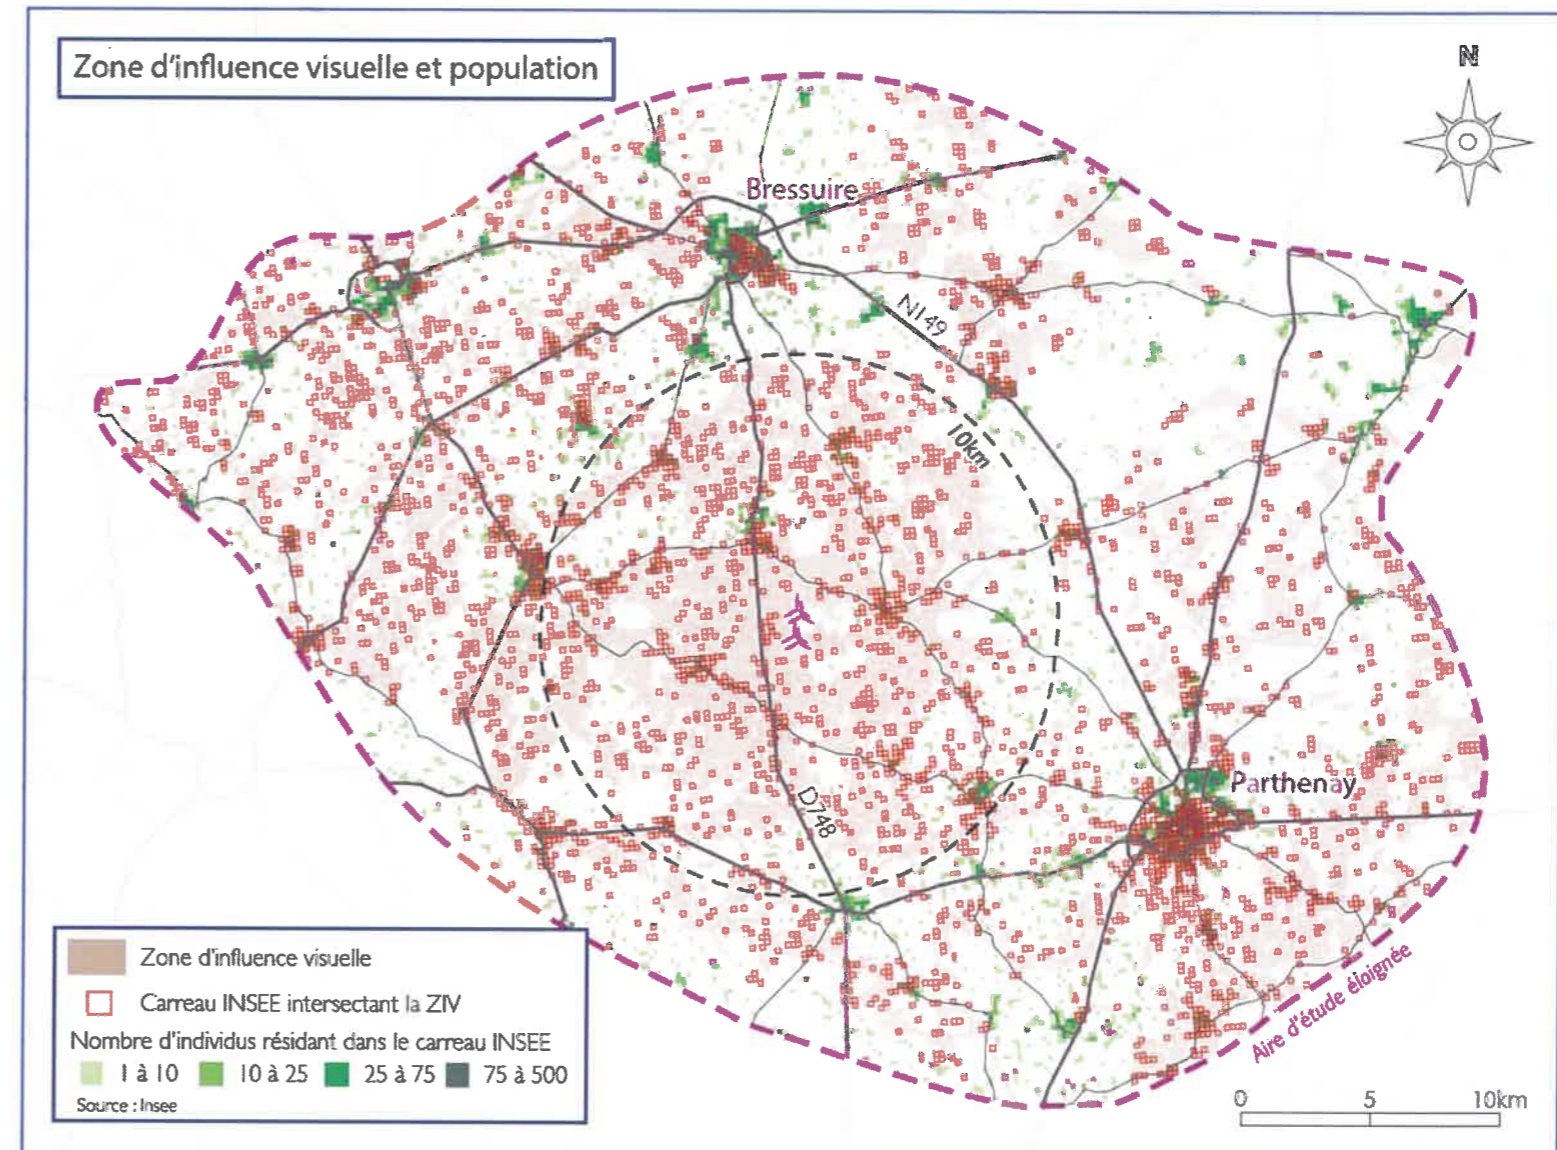 Zone d'influence visuelle et population
N
Bressuire
N149
10km
D748
Parthenay
Aire d'étude éloignée
Zone d'influence visuelle
Carreau INSEE intersectant la ZIV
Nombre d'individus résidant dans le carreau INSEE
1 à 10 10 à 25 25 à 75 75 à 500
Source : Insee
0 5 10km